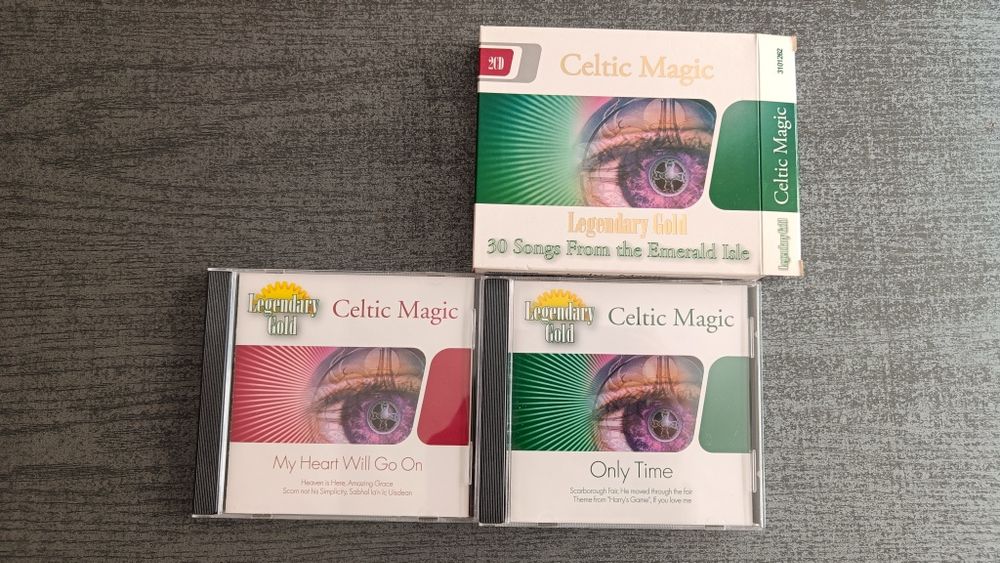 2CD
Celtic Magic
Legendary Gold
30 Songs From the Emerald Isle
3101262
Celtic Magic
Legendary Gold
Legendary
Gold
Celtic Magic
My Heart Will Go On
Heaven is Here, Amazing Grace
Scorn not his Simplicity, Sabhal Ia'n ic Uisdean
Legendary
Gold
Celtic Magic
Only Time
Scarborough Fair, He moved through the fair
Theme from "Harry's Game", If you love me